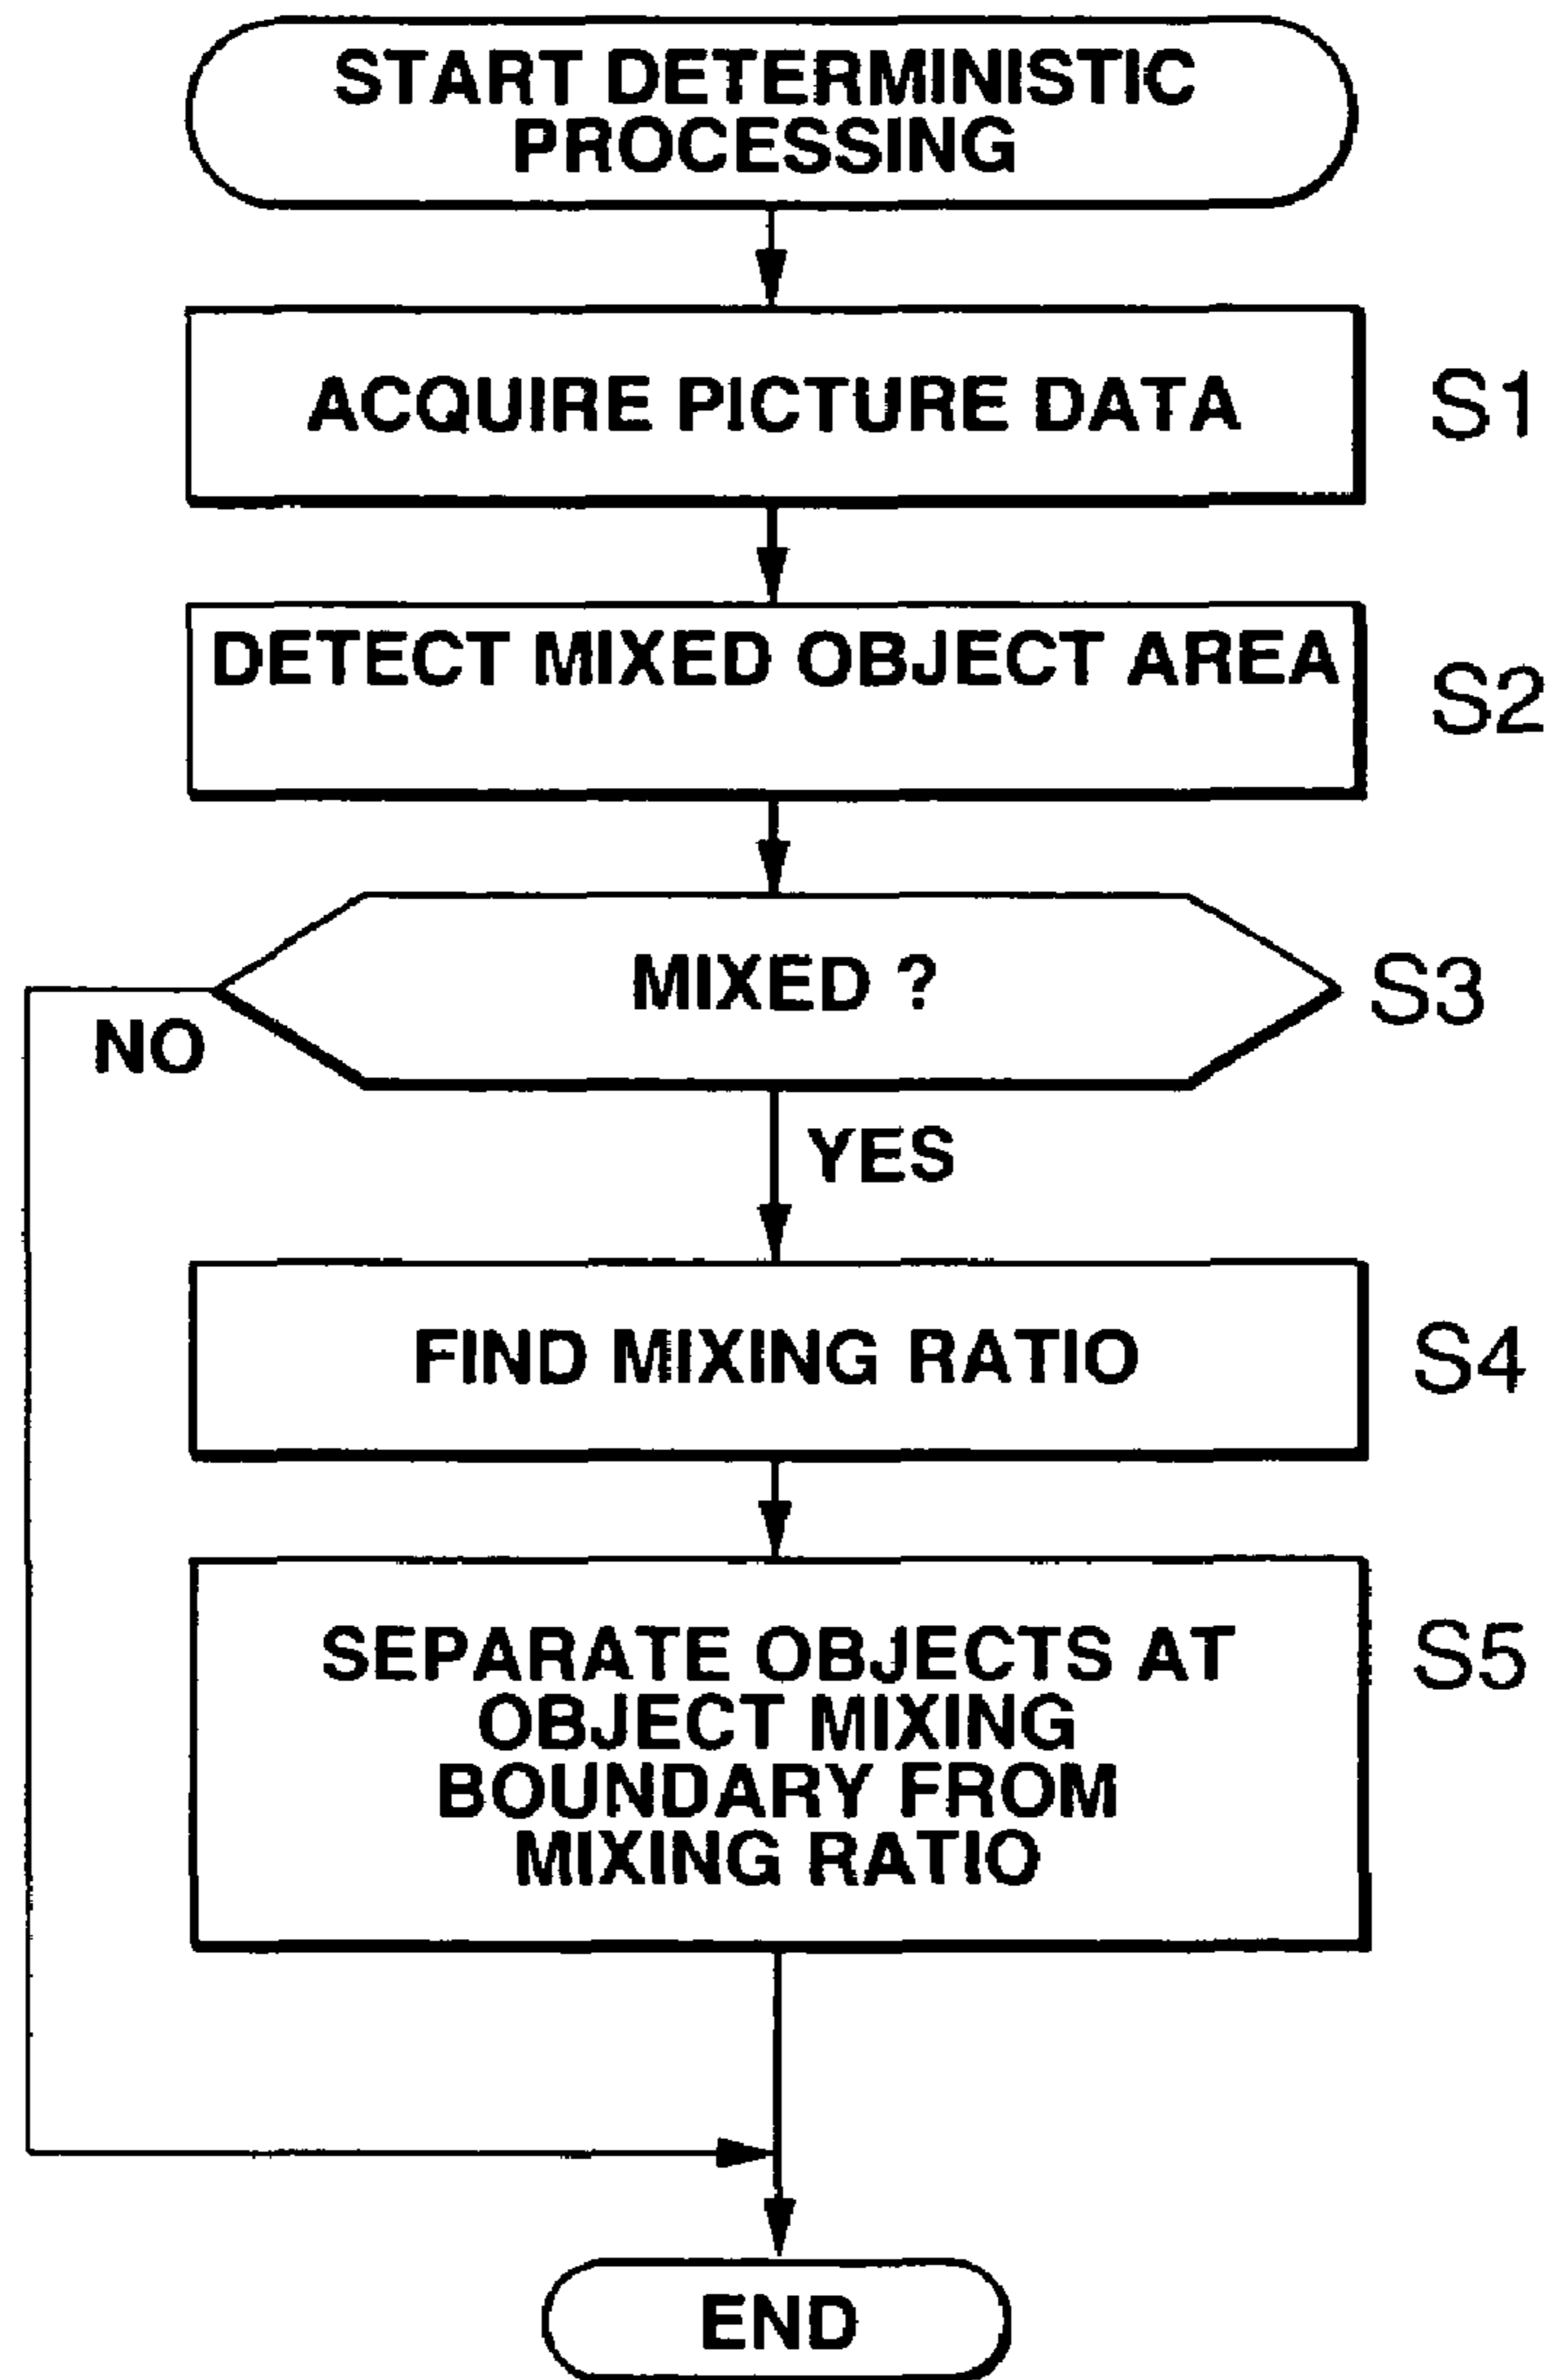 START DETERMINISTIC
PROCESSING
ACQUIRE PICTURE DATA
S1
DETECT MIXED OBJECT AREA
S2
MIXED ?
S3
NO
YES
FIND MIXING RATIO
S4
SEPARATE OBJECTS AT
S5
OBJECT MIXING
BOUNDARY FROM
MIXING RATIO
END